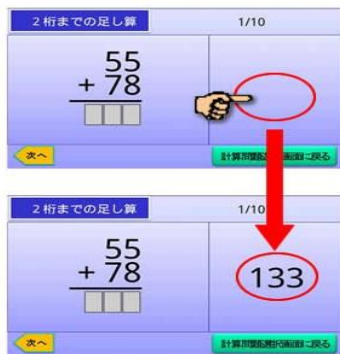 2桁までの足し算
1/10
55
+ 78
次へ
2桁までの足し算
1/10
55
+ 78
133
次へ
計算問題選択画面に戻る